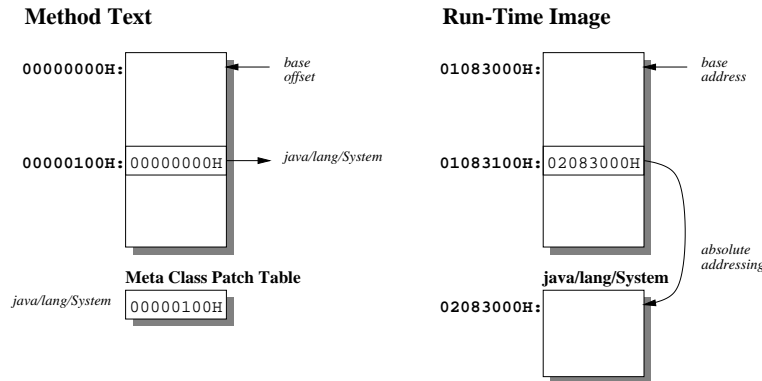 Method Text
00000000H:
base
offset
00000100H: 00000000H
java/lang/System
Meta Class Patch Table
java/lang/System 00000100H
Run-Time Image
01083000H:
base
address
01083100H: 02083000H
absolute
addressing
java/lang/System
02083000H: